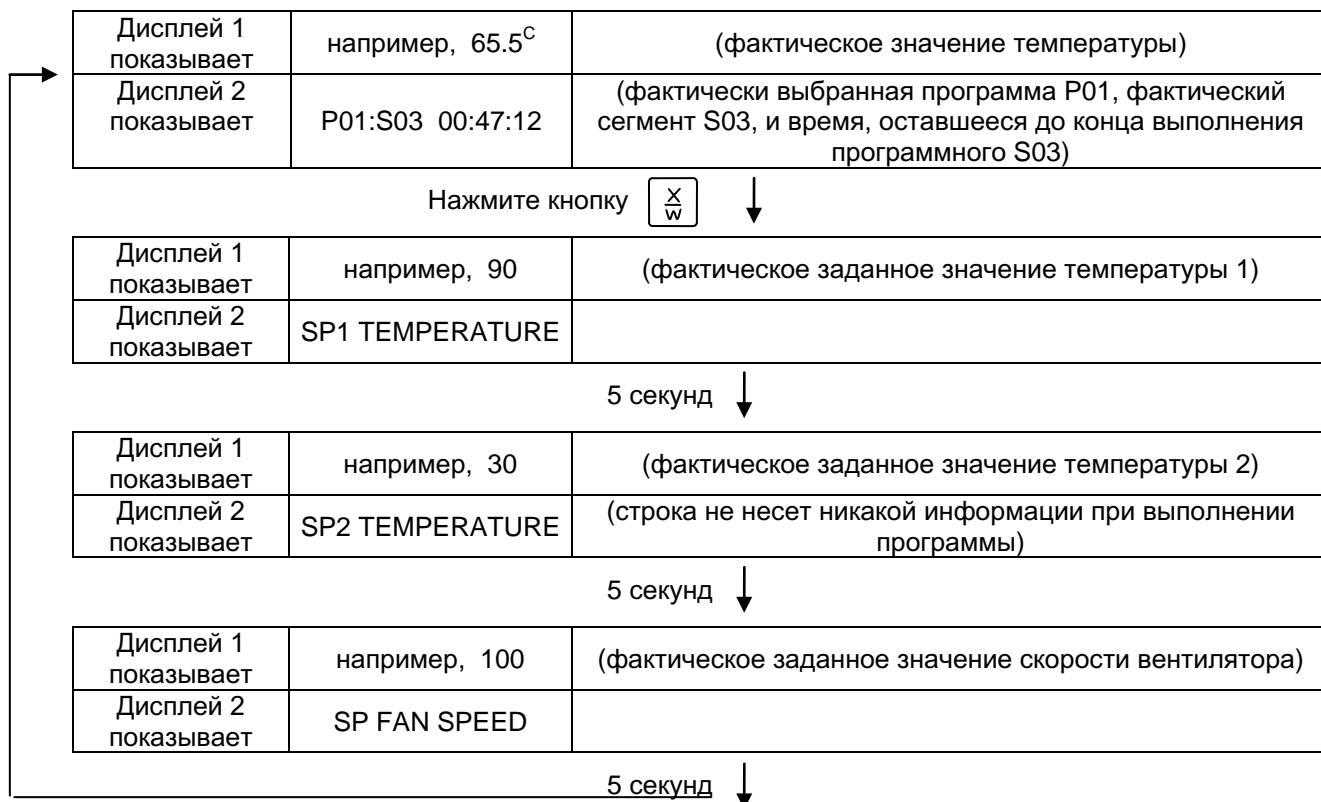 Дисплей 1
показывает
например, 65.5C
(фактическое значение температуры)
Дисплей 2
показывает
P01:S03 00:47:12
(фактически выбранная программа P01, фактический
сегмент S03, и время, оставшееся до конца выполнения
программного S03)
Нажмите кнопку X/W
Дисплей 1
показывает
например, 90
(фактическое заданное значение температуры 1)
Дисплей 2
показывает
SP1 TEMPERATURE
5 секунд
Дисплей 1
показывает
например, 30
(фактическое заданное значение температуры 2)
Дисплей 2
показывает
SP2 TEMPERATURE
(строка не несет никакой информации при выполнении
программы)
5 секунд
Дисплей 1
показывает
например, 100
(фактическое заданное значение скорости вентилятора)
Дисплей 2
показывает
SP FAN SPEED
5 секунд